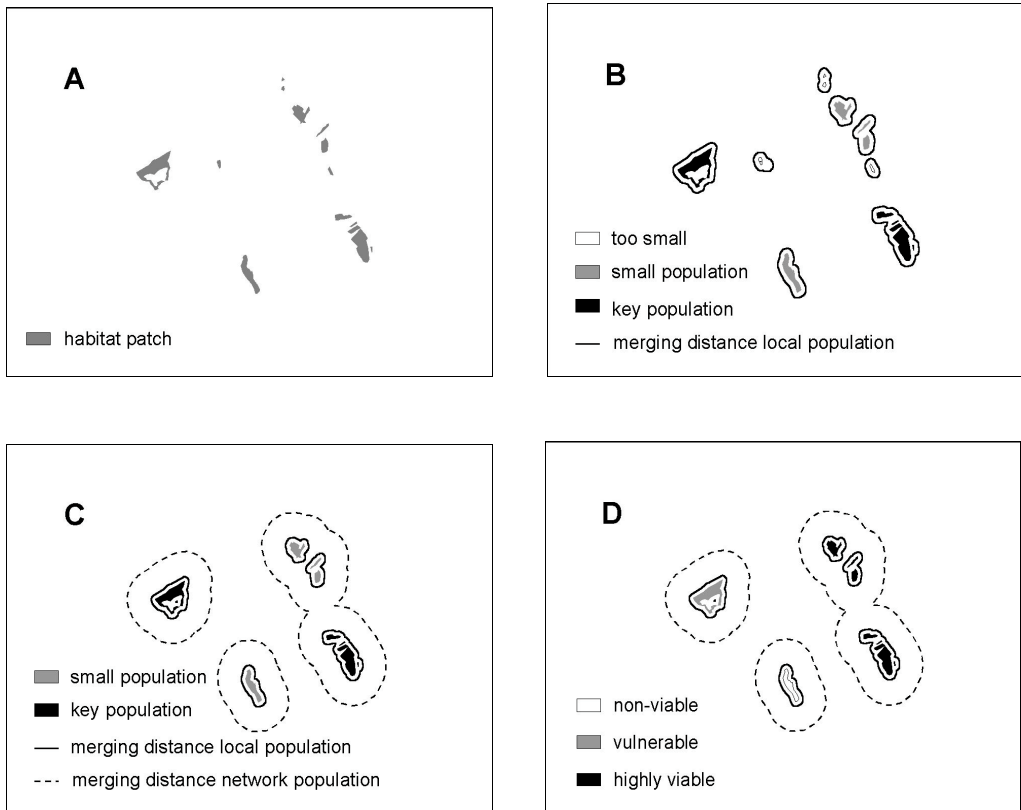 A
habitat patch
B
too small
small population
key population
merging distance local population
C
small population
key population
merging distance local population
merging distance network population
D
non-viable
vulnerable
highly viable